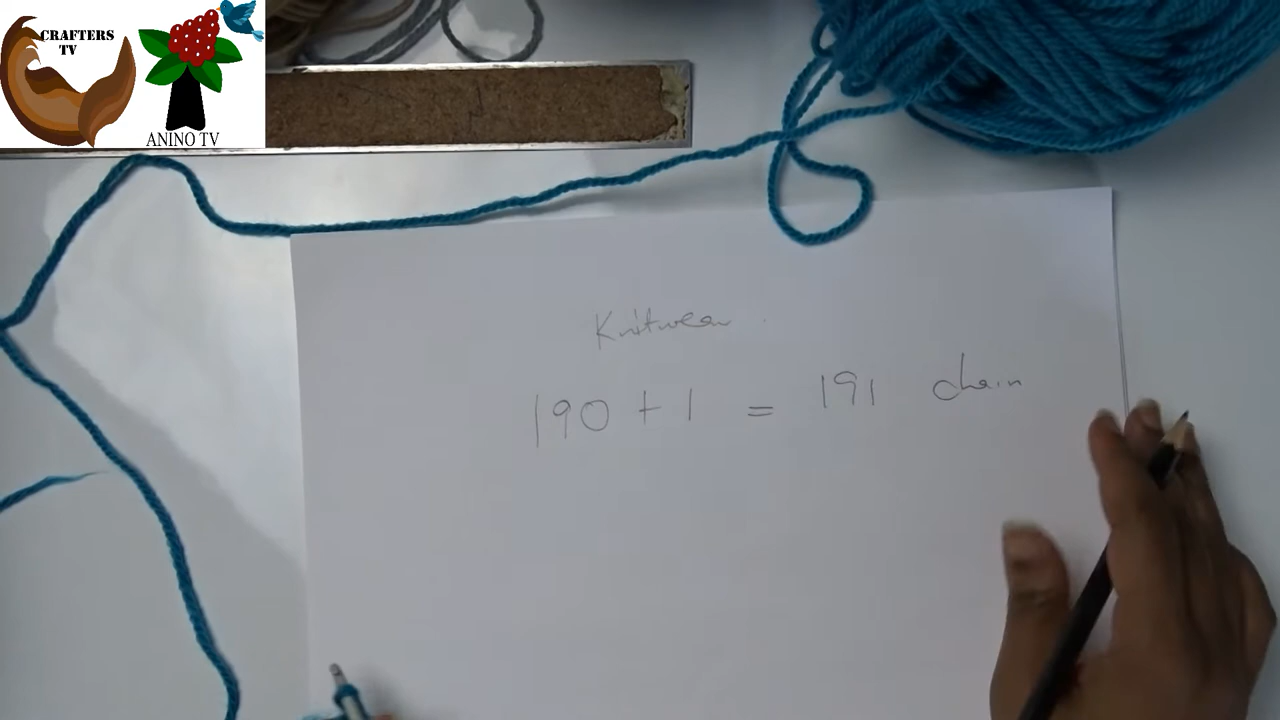 CRAFTERS
TV
ANINO TV
Knitwear.
190 + 1 = 191 chain